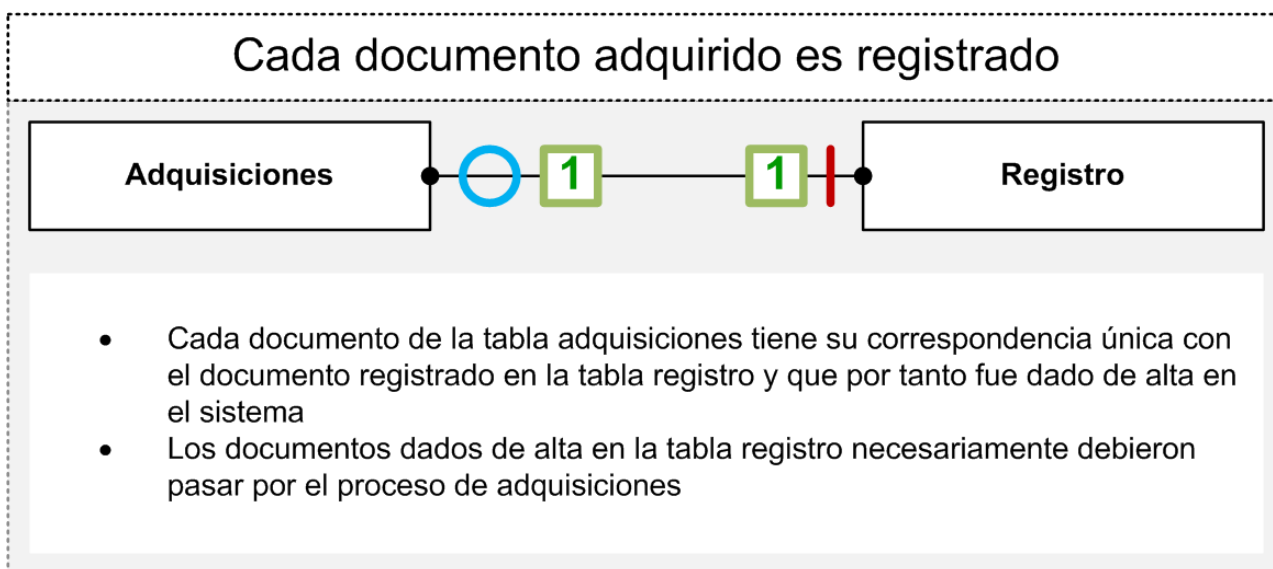 Cada documento adquirido es registrado
Adquisiciones 1 1 Registro
• Cada documento de la tabla adquisiciones tiene su correspondencia única con
el documento registrado en la tabla registro y que por tanto fue dado de alta en
el sistema
• Los documentos dados de alta en la tabla registro necesariamente debieron
pasar por el proceso de adquisiciones